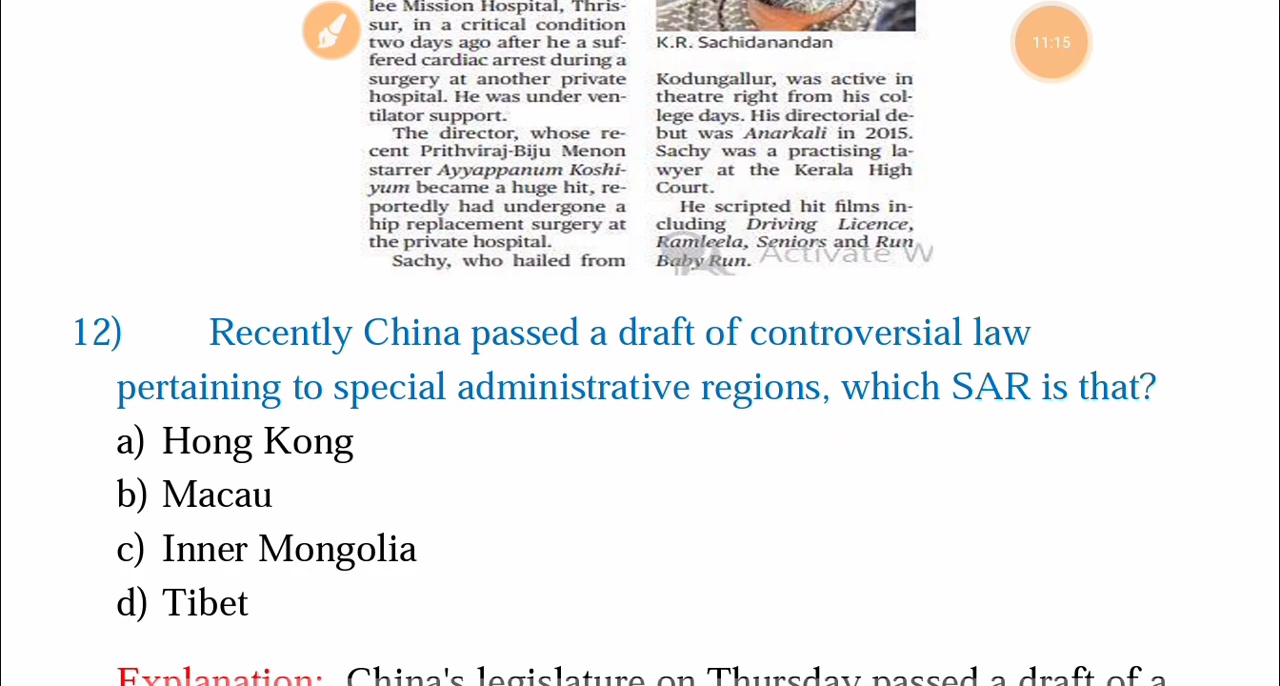 lee Mission Hospital, Thris-
sur, in a critical condition
two days ago after he a suf-
fered cardiac arrest during a
surgery at another private
hospital. He was under ven-
tilator support.
The director, whose re-
cent Prithviraj-Biju Menon
starrer Ayyappanum Koshi-
yum became a huge hit, re-
portedly had undergone a
hip replacement surgery at
the private hospital.
Sachy, who hailed from
K.R. Sachidanandan
Kodungallur, was active in
theatre right from his col-
lege days. His directorial de-
but was Anarkali in 2015.
Sachy was a practising la-
wyer at the Kerala High
Court.
He scripted hit films in-
cluding Driving Licence,
Ramleela, Seniors and Run
Baby Run.
Activate W
11:15
12) Recently China passed a draft of controversial law
pertaining to special administrative regions, which SAR is that?
a) Hong Kong
b) Macau
c) Inner Mongolia
d) Tibet
Explanation: China's legislature on Thursday passed a draft of a